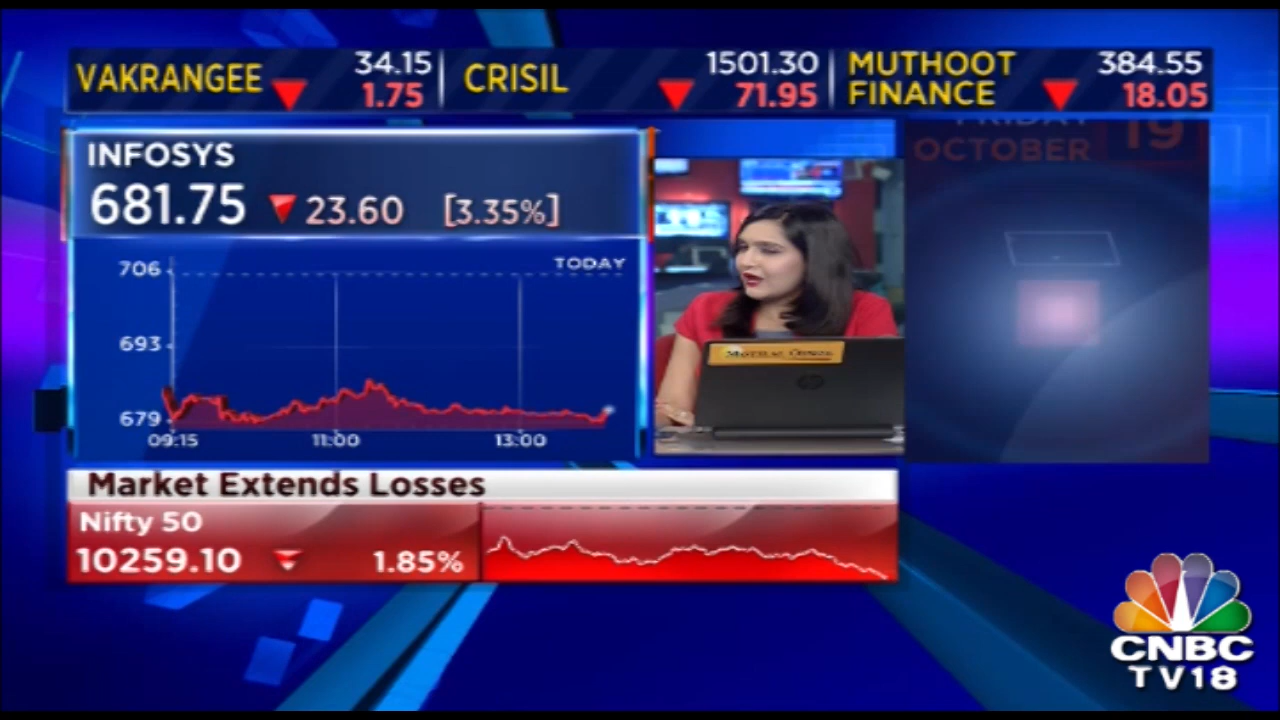 VAKRANGEE 34.15
1.75
CRISIL 1501.30
71.95
MUTHOOT FINANCE 384.55
18.05
INFOSYS
681.75 23.60 [3.35%]
TODAY
706
693
679
09:15 11:00 13:00
FRIDAY
OCTOBER 19
hp
Market Extends Losses
Nifty 50
10259.10 1.85%
CNBC
TV18